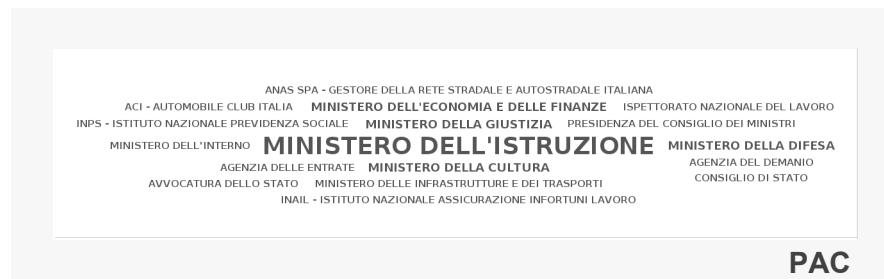 ANAS SPA - GESTORE DELLA RETE STRADALE E AUTOSTRADALE ITALIANA
ACI - AUTOMOBILE CLUB ITALIA MINISTERO DELL'ECONOMIA E DELLE FINANZE ISPETTORATO NAZIONALE DEL LAVORO
INPS - ISTITUTO NAZIONALE PREVIDENZA SOCIALE MINISTERO DELLA GIUSTIZIA PRESIDENZA DEL CONSIGLIO DEI MINISTRI
MINISTERO DELL'INTERNO MINISTERO DELL'ISTRUZIONE MINISTERO DELLA DIFESA
AGENZIA DELLE ENTRATE MINISTERO DELLA CULTURA AGENZIA DEL DEMANIO
AVVOCATURA DELLO STATO MINISTERO DELLE INFRASTRUTTURE E DEI TRASPORTI CONSIGLIO DI STATO
INAIL - ISTITUTO NAZIONALE ASSICURAZIONE INFORTUNI LAVORO
PAC